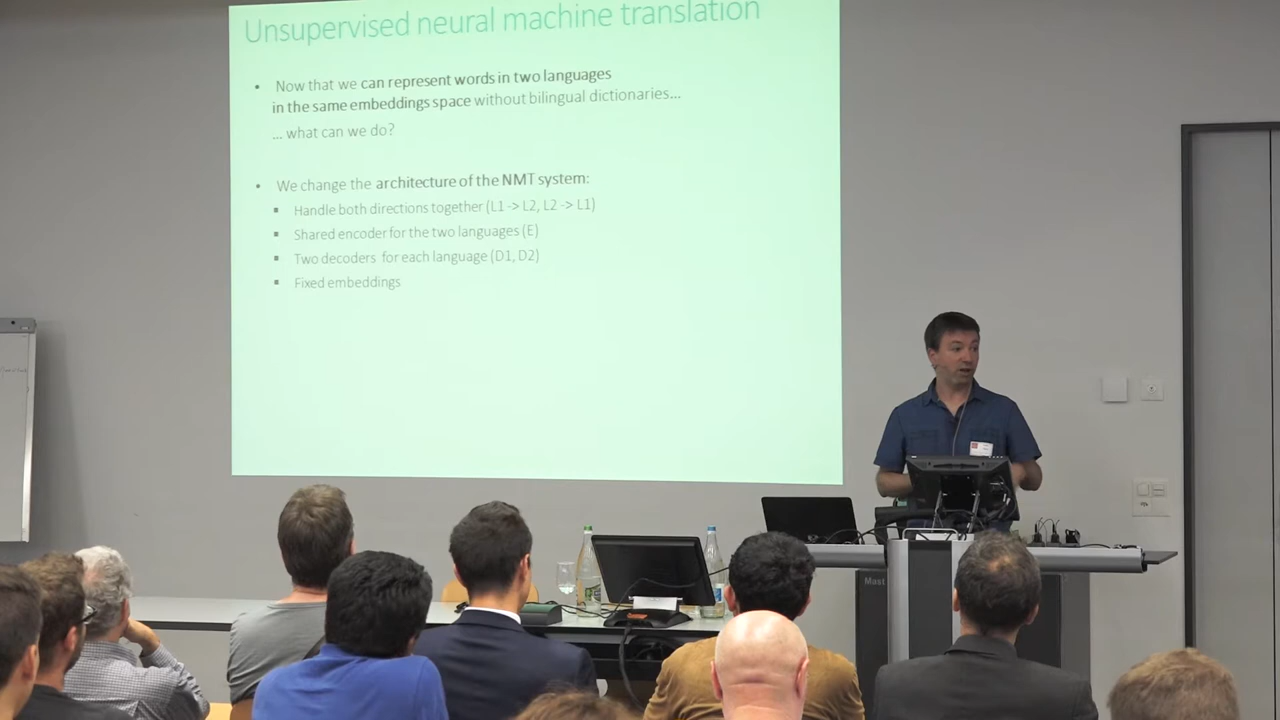 Unsupervised neural machine translation
• Now that we can represent words in two languages
in the same embeddings space without bilingual dictionaries...
... what can we do?
• We change the architecture of the NMT system:
▪ Handle both directions together (L1 -> L2, L2 -> L1)
▪ Shared encoder for the two languages (E)
▪ Two decoders for each language (D1, D2)
▪ Fixed embeddings